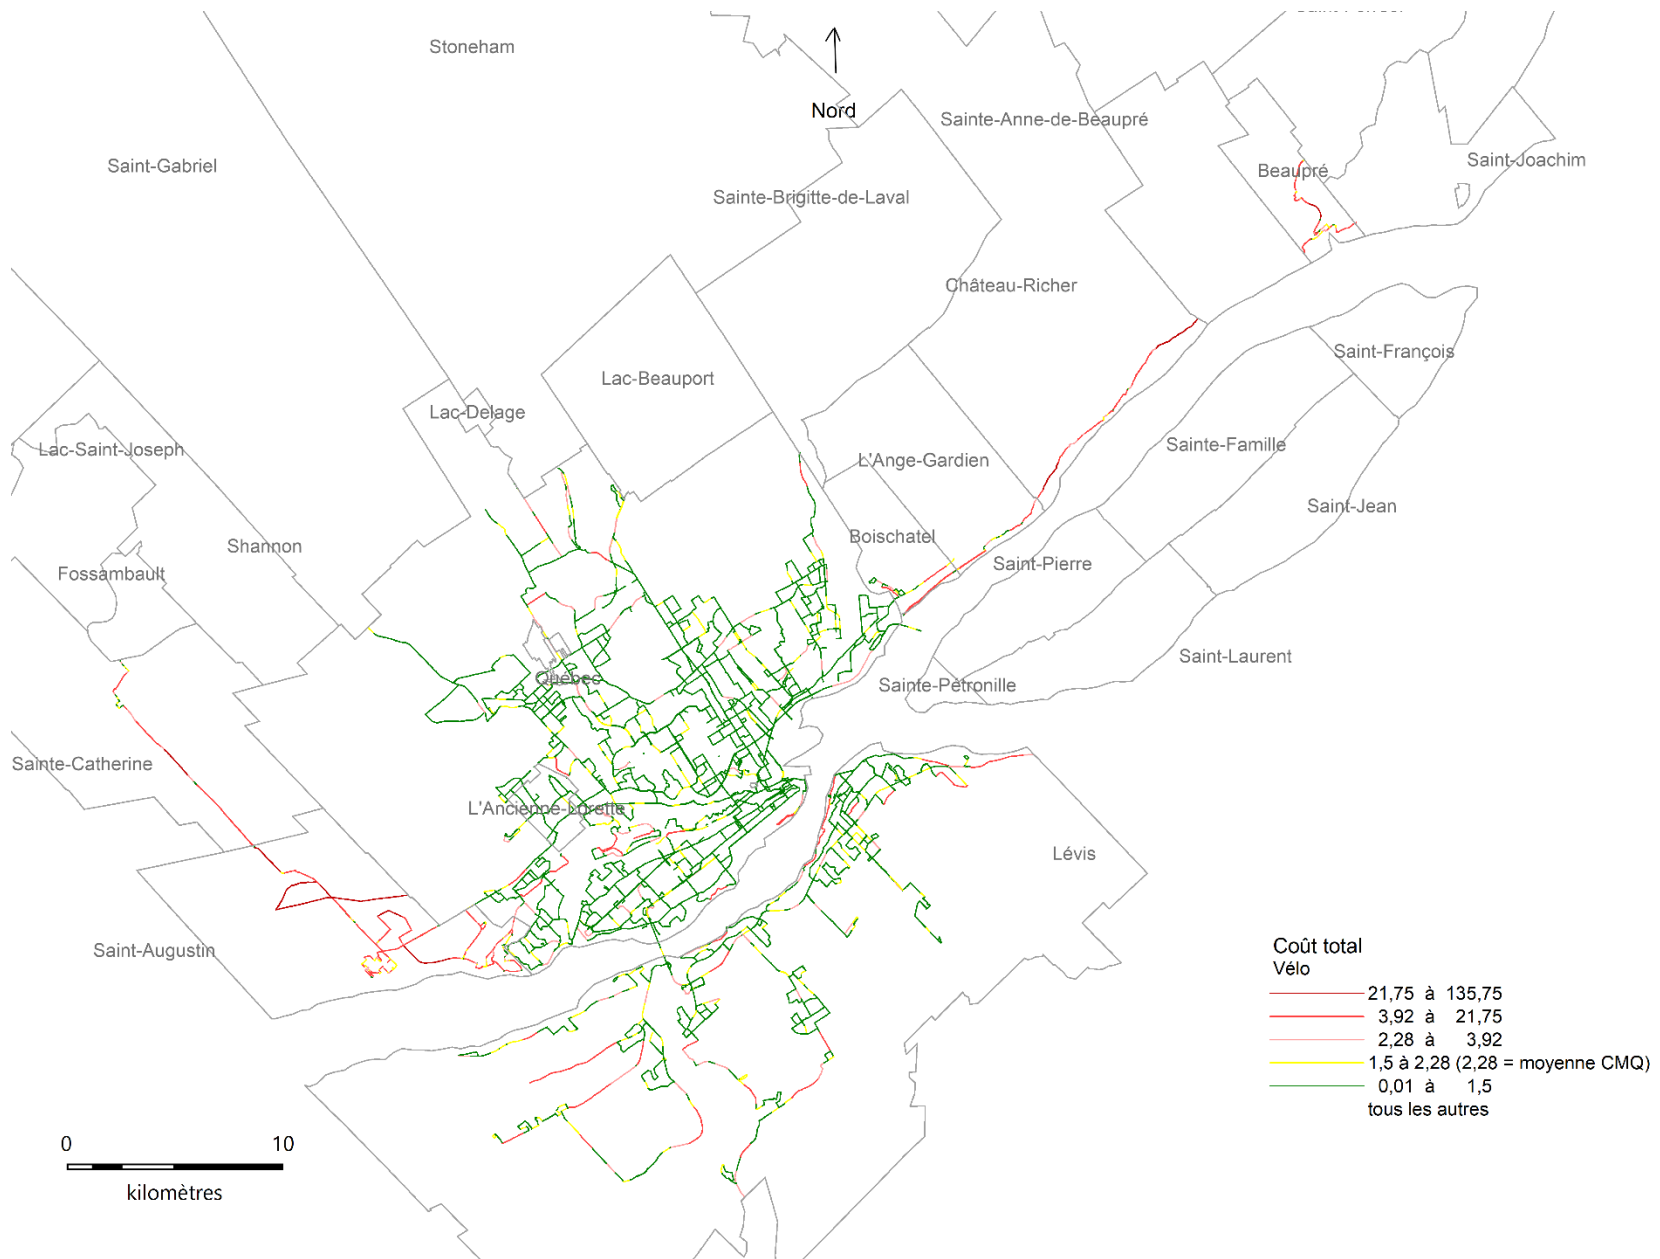 Stoneham
Nord
Sainte-Anne-de-Beaupré
Saint-Gabriel
Beaupré
Saint-Joachim
Sainte-Brigitte-de-Laval
Château-Richer
Saint-François
Lac-Beauport
Lac-Delage
Lac-Saint-Joseph
L'Ange-Gardien
Sainte-Famille
Saint-Jean
Shannon
Boischatel
Fossambault
Saint-Pierre
Saint-Laurent
Québec
Sainte-Pétronille
Sainte-Catherine
L'Ancienne-Lorette
Lévis
Saint-Augustin
Coût total
Vélo
21,75 à 135,75
3,92 à 21,75
2,28 à 3,92
1,5 à 2,28 (2,28 = moyenne CMQ)
0,01 à 1,5
tous les autres
0 10
kilomètres